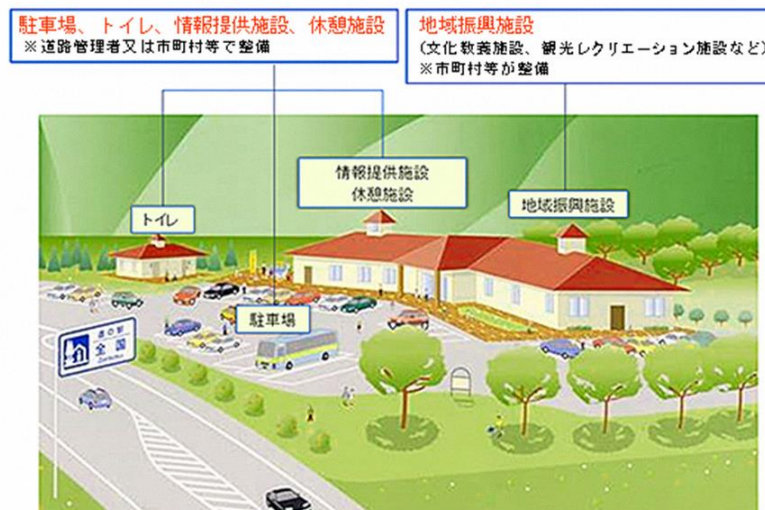 駐車場、トイレ、情報提供施設、休憩施設
※道路管理者又は市町村等で整備
地域振興施設
(文化教養施設、観光レクリエーション施設など)
※市町村等が整備
情報提供施設
休憩施設
トイレ
地域振興施設
駐車場
道の駅
全国